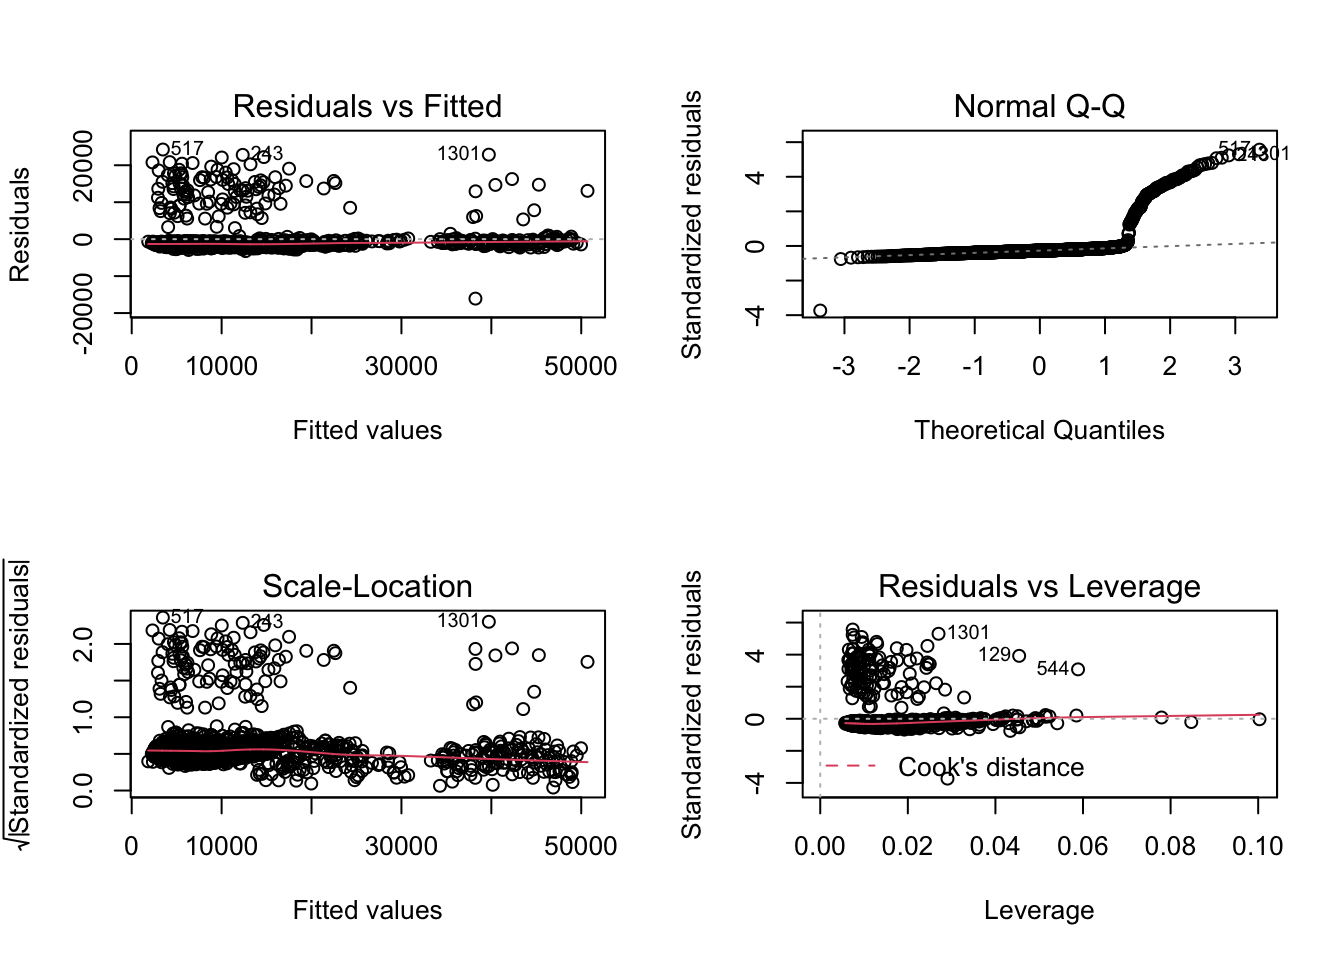 Residuals vs Fitted
Residuals
20000
0
-20000
517
243
1301
0 10000 30000 50000
Fitted values
Normal Q-Q
Standardized residuals
4
0
-4
517
1301
-3 -2 -1 0 1 2 3
Theoretical Quantiles
Scale-Location
√|Standardized residuals|
2.0
1.0
0.0
517
243
1301
0 10000 30000 50000
Fitted values
Residuals vs Leverage
Standardized residuals
4
0
-4
1301
129
544
Cook's distance
0.00 0.02 0.04 0.06 0.08 0.10
Leverage